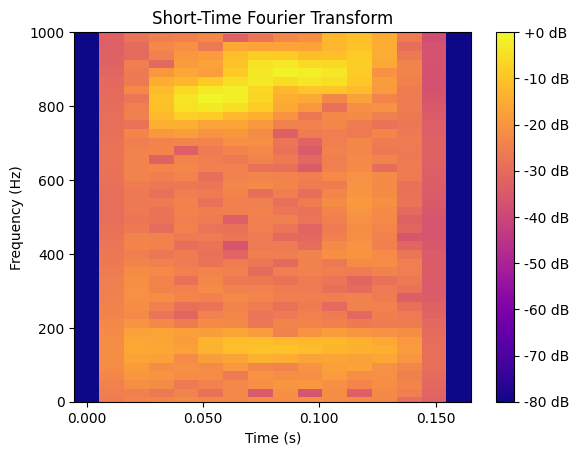 Short-Time Fourier Transform
1000
800
600
400
200
0
Frequency (Hz)
0.000
0.050
0.100
0.150
Time (s)
+0 dB
-10 dB
-20 dB
-30 dB
-40 dB
-50 dB
-60 dB
-70 dB
-80 dB